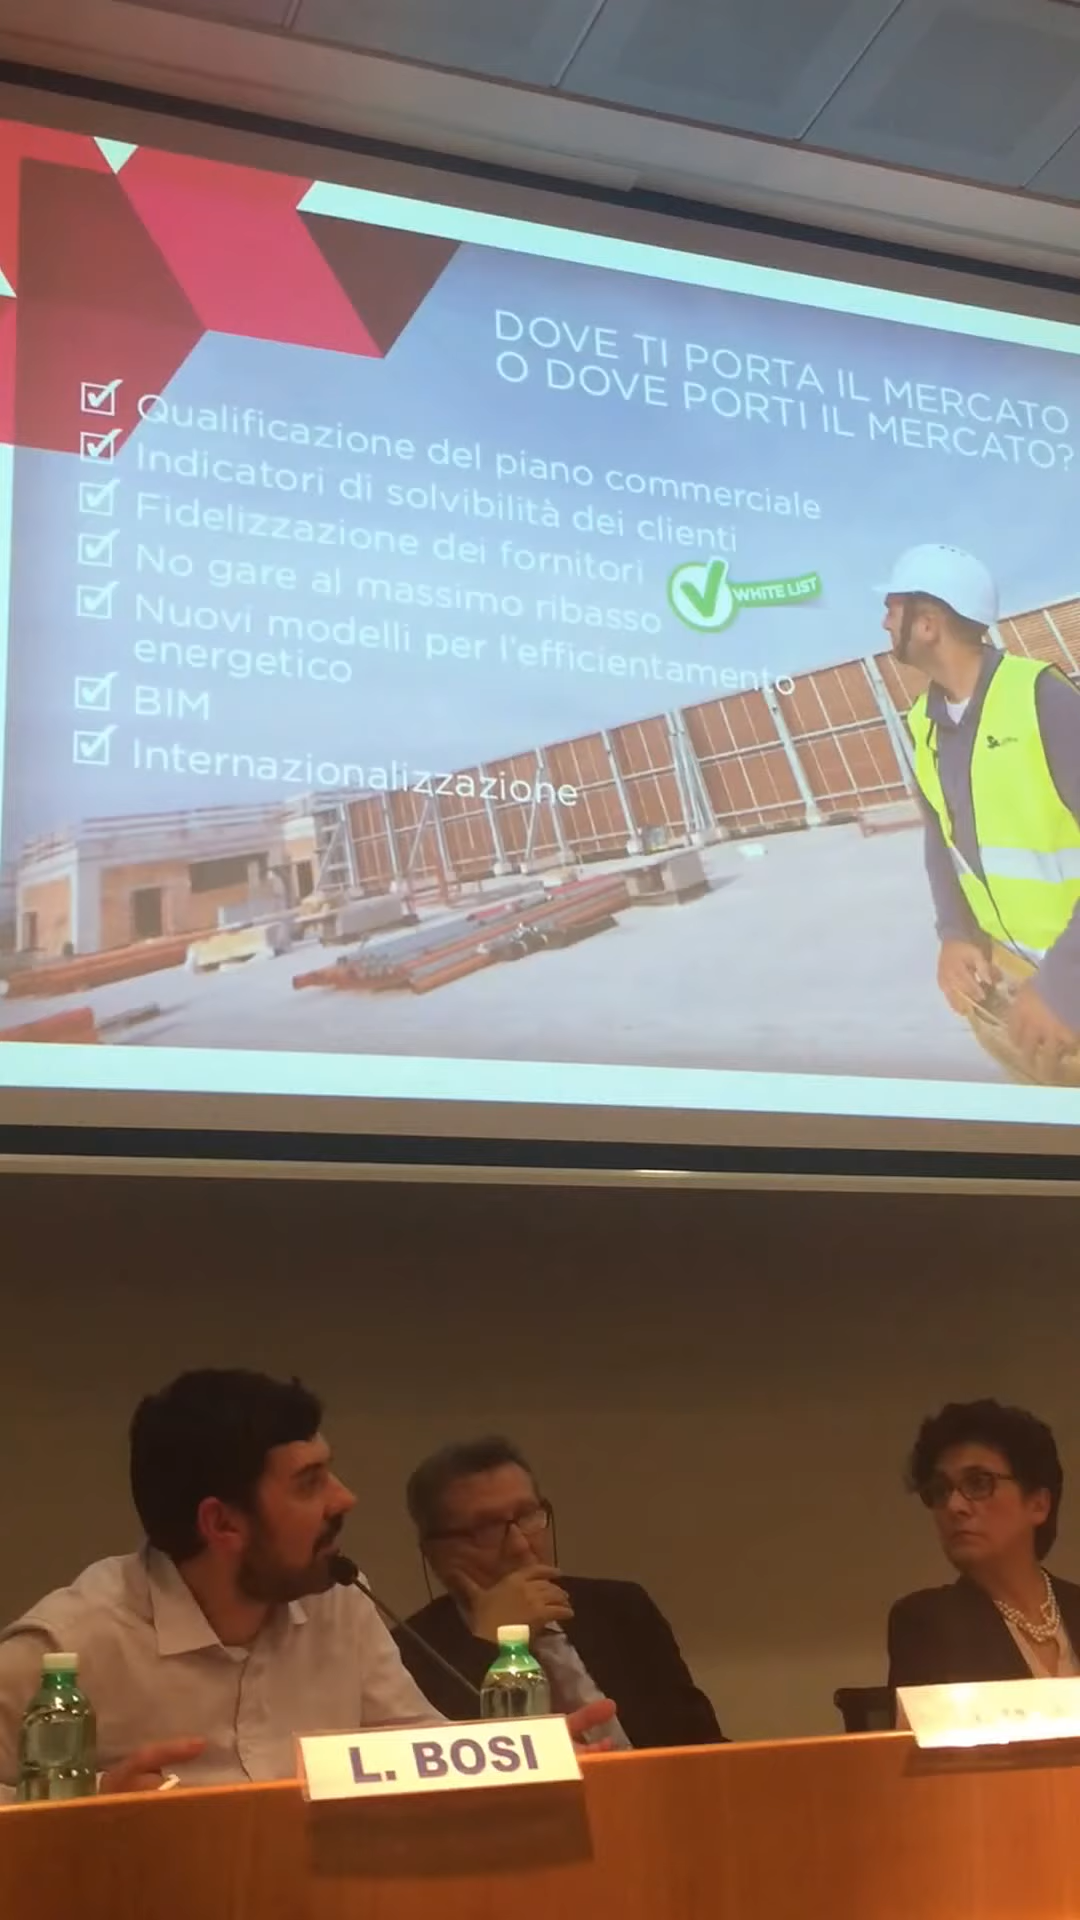 DOVE TI PORTA IL MERCATO
O DOVE PORTI IL MERCATO?
Qualificazione del piano commerciale
Indicatori di solvibilità dei clienti
Fidelizzazione dei fornitori
No gare al massimo ribasso
WHITE LIST
Nuovi modelli per l'efficientamento
energetico
BIM
Internazionalizzazione
L. BOSI